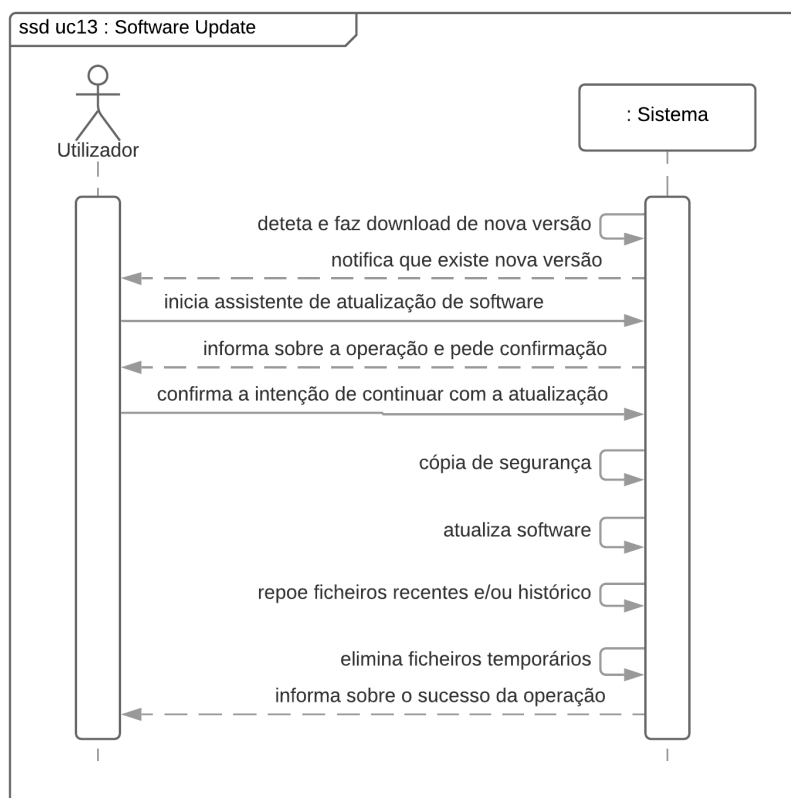 ssd uc13 : Software Update
Utilizador
: Sistema
deteta e faz download de nova versão
notifica que existe nova versão
inicia assistente de atualização de software
informa sobre a operação e pede confirmação
confirma a intenção de continuar com a atualização
cópia de segurança
atualiza software
repoe ficheiros recentes e/ou histórico
elimina ficheiros temporários
informa sobre o sucesso da operação